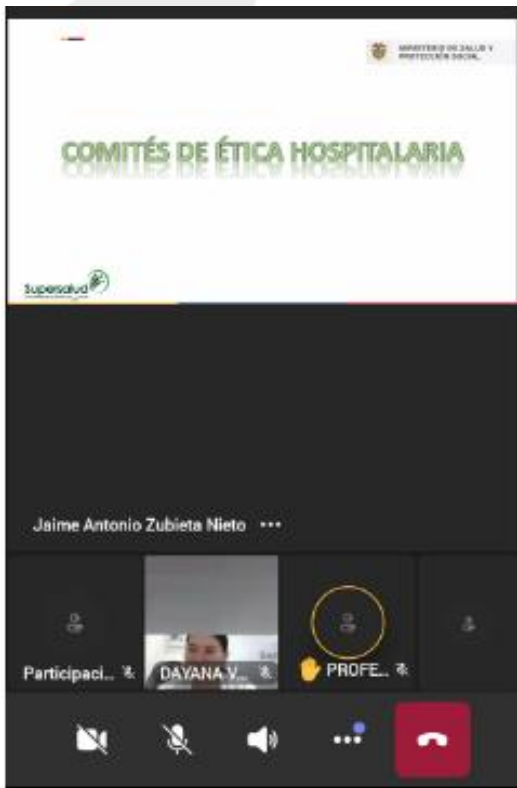 MINISTERIO DE SALUD Y
PROTECCIÓN SOCIAL
COMITÉS DE ÉTICA HOSPITALARIA
Supersalud
Jaime Antonio Zubieta Nieto
Participaci...
DAYANA V...
PROFE...